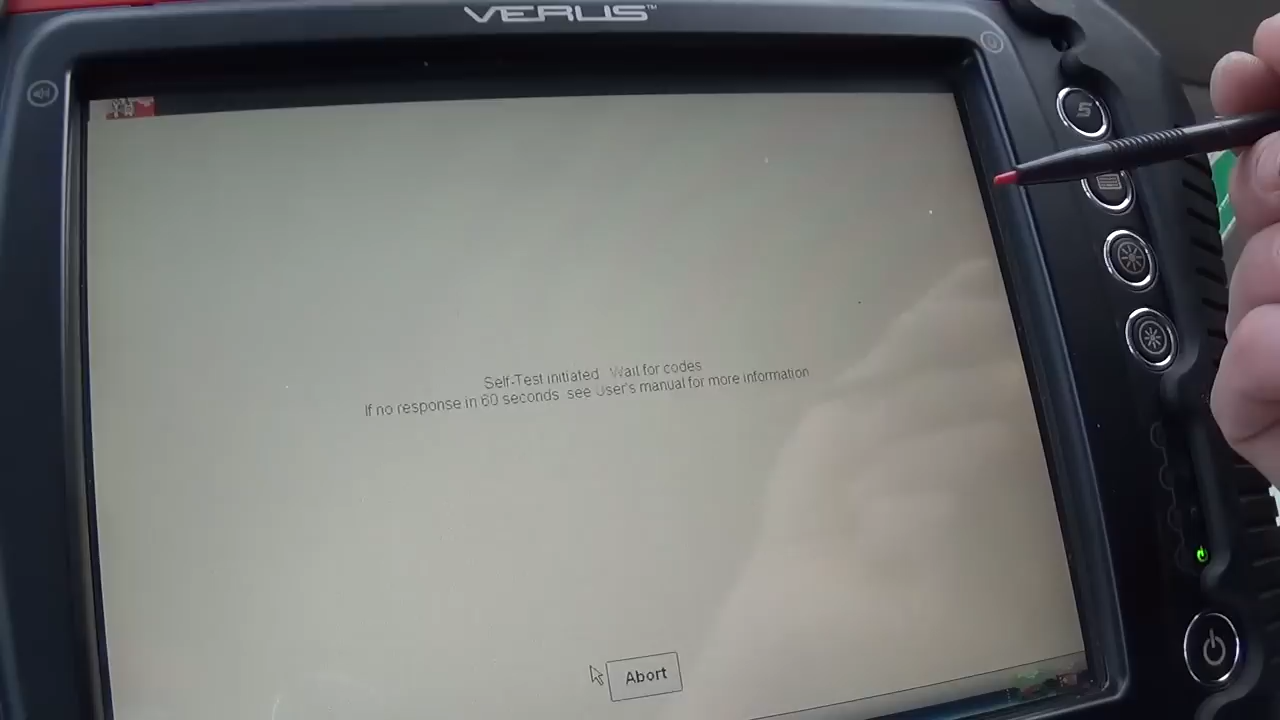 VERUS™
Self-Test initiated Wait for codes
If no response in 60 seconds see User's manual for more information
Abort